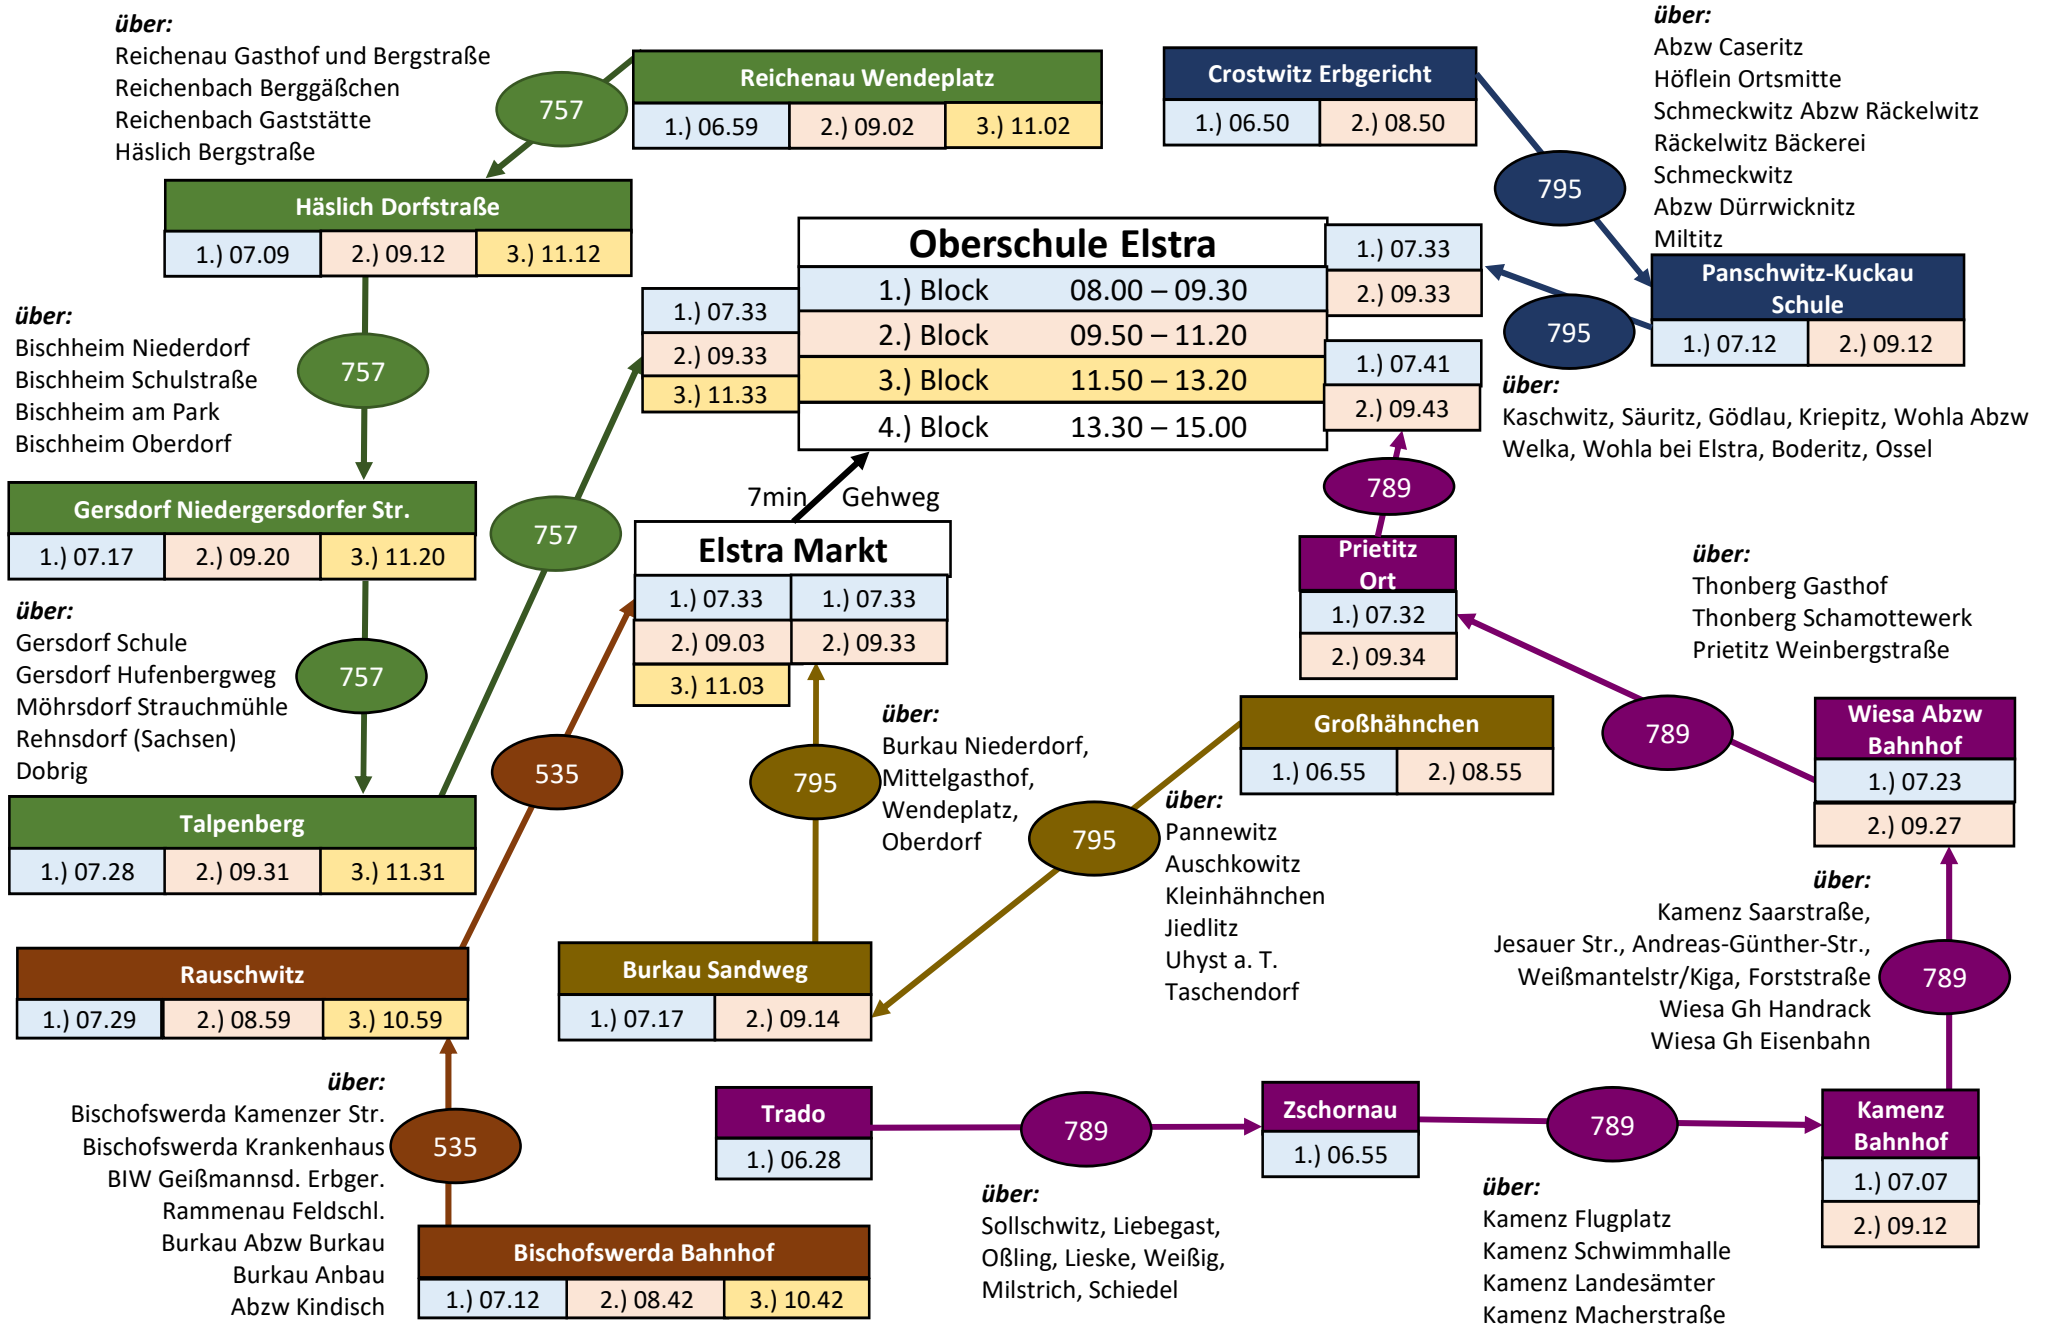 über:
Reichenau Gasthof und Bergstraße
Reichenbach Berggäßchen
Reichenbach Gaststätte
Häslich Bergstraße
757
Reichenau Wendeplatz
1.) 06.59 2.) 09.02 3.) 11.02
Crostwitz Erbgericht
1.) 06.50 2.) 08.50
über:
Abzw Caseritz
Höflein Ortsmitte
Schmeckwitz Abzw Räckelwitz
Räckelwitz Bäckerei
Schmeckwitz
Abzw Dürrwicknitz
Miltitz
795
Häslich Dorfstraße
1.) 07.09 2.) 09.12 3.) 11.12
Oberschule Elstra
1.) Block 08.00 – 09.30
2.) Block 09.50 – 11.20
3.) Block 11.50 – 13.20
4.) Block 13.30 – 15.00
1.) 07.33
2.) 09.33
3.) 11.33
1.) 07.33
2.) 09.33
1.) 07.41
2.) 09.43
Panschwitz-Kuckau
Schule
1.) 07.12 2.) 09.12
795
über:
Kaschwitz, Säuritz, Gödlau, Kriepitz, Wohla Abzw
Welka, Wohla bei Elstra, Boderitz, Ossel
über:
Bischheim Niederdorf
Bischheim Schulstraße
Bischheim am Park
Bischheim Oberdorf
757
Gersdorf Niedergersdorfer Str.
1.) 07.17 2.) 09.20 3.) 11.20
757
7min Gehweg
789
Elstra Markt
1.) 07.33 1.) 07.33
2.) 09.03 2.) 09.33
3.) 11.03
Prietitz
Ort
1.) 07.32
2.) 09.34
über:
Thonberg Gasthof
Thonberg Schamottewerk
Prietitz Weinbergstraße
über:
Gersdorf Schule
Gersdorf Hufenbergweg
Möhrsdorf Strauchmühle
Rehnsdorf (Sachsen)
Dobrig
757
789
Wiesa Abzw
Bahnhof
1.) 07.23
2.) 09.27
535
795
über:
Burkau Niederdorf,
Mittelgasthof,
Wendeplatz,
Oberdorf
Großhähnchen
1.) 06.55 2.) 08.55
795
über:
Pannewitz
Auschkowitz
Kleinhähnchen
Jiedlitz
Uhyst a. T.
Taschendorf
Talpenberg
1.) 07.28 2.) 09.31 3.) 11.31
über:
Kamenz Saarstraße,
Jesauer Str., Andreas-Günther-Str.,
Weißmantelstr/Kiga, Forststraße
Wiesa Gh Handrack
Wiesa Gh Eisenbahn
789
Rauschwitz
1.) 07.29 2.) 08.59 3.) 10.59
Burkau Sandweg
1.) 07.17 2.) 09.14
über:
Bischofswerda Kamenzer Str.
Bischofswerda Krankenhaus
BIW Geißmannsd. Erbger.
Rammenau Feldschl.
Burkau Abzw Burkau
Burkau Anbau
Abzw Kindisch
535
Bischofswerda Bahnhof
1.) 07.12 2.) 08.42 3.) 10.42
Trado
1.) 06.28
789
über:
Sollschwitz, Liebegast,
Oßling, Lieske, Weißig,
Milstrich, Schiedel
Zschornau
1.) 06.55
789
über:
Kamenz Flugplatz
Kamenz Schwimmhalle
Kamenz Landesämter
Kamenz Macherstraße
Kamenz
Bahnhof
1.) 07.07
2.) 09.12